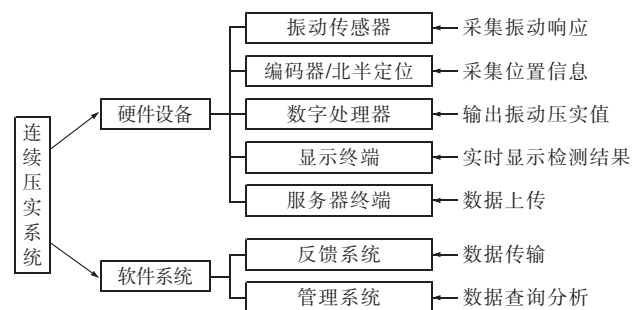 连续压实系统
硬件设备
振动传感器
采集振动响应
编码器/北半定位
采集位置信息
数字处理器
输出振动压实值
显示终端
实时显示检测结果
服务器终端
数据上传
软件系统
反馈系统
数据传输
管理系统
数据查询分析